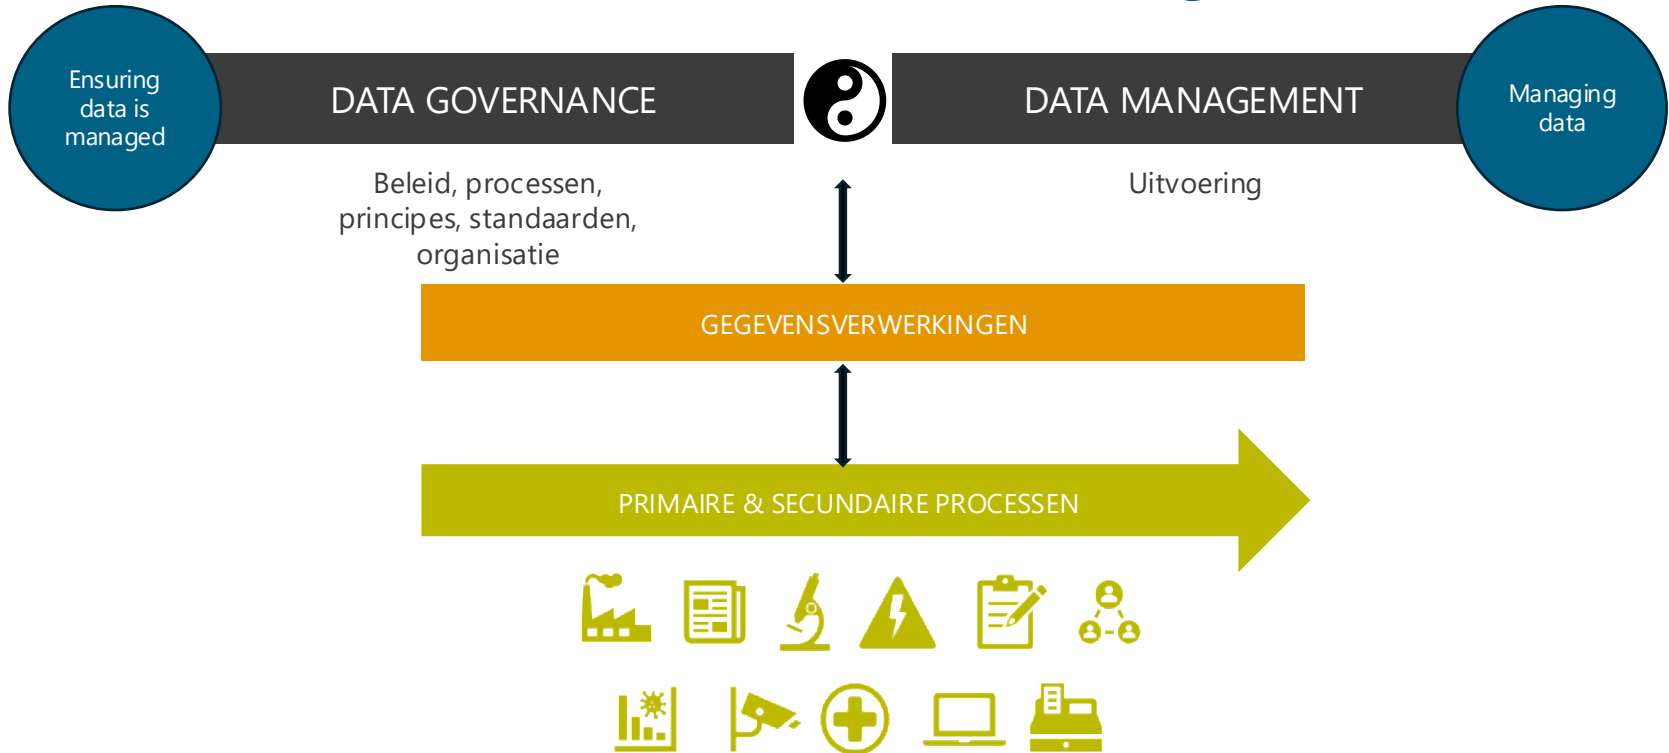 Ensuring
data is
managed
DATA GOVERNANCE
DATA MANAGEMENT
Managing
data
Beleid, processen,
principes, standaarden,
organisatie
Uitvoering
GEGEVENSVERWERKINGEN
PRIMAIRE & SECUNDAIRE PROCESSEN